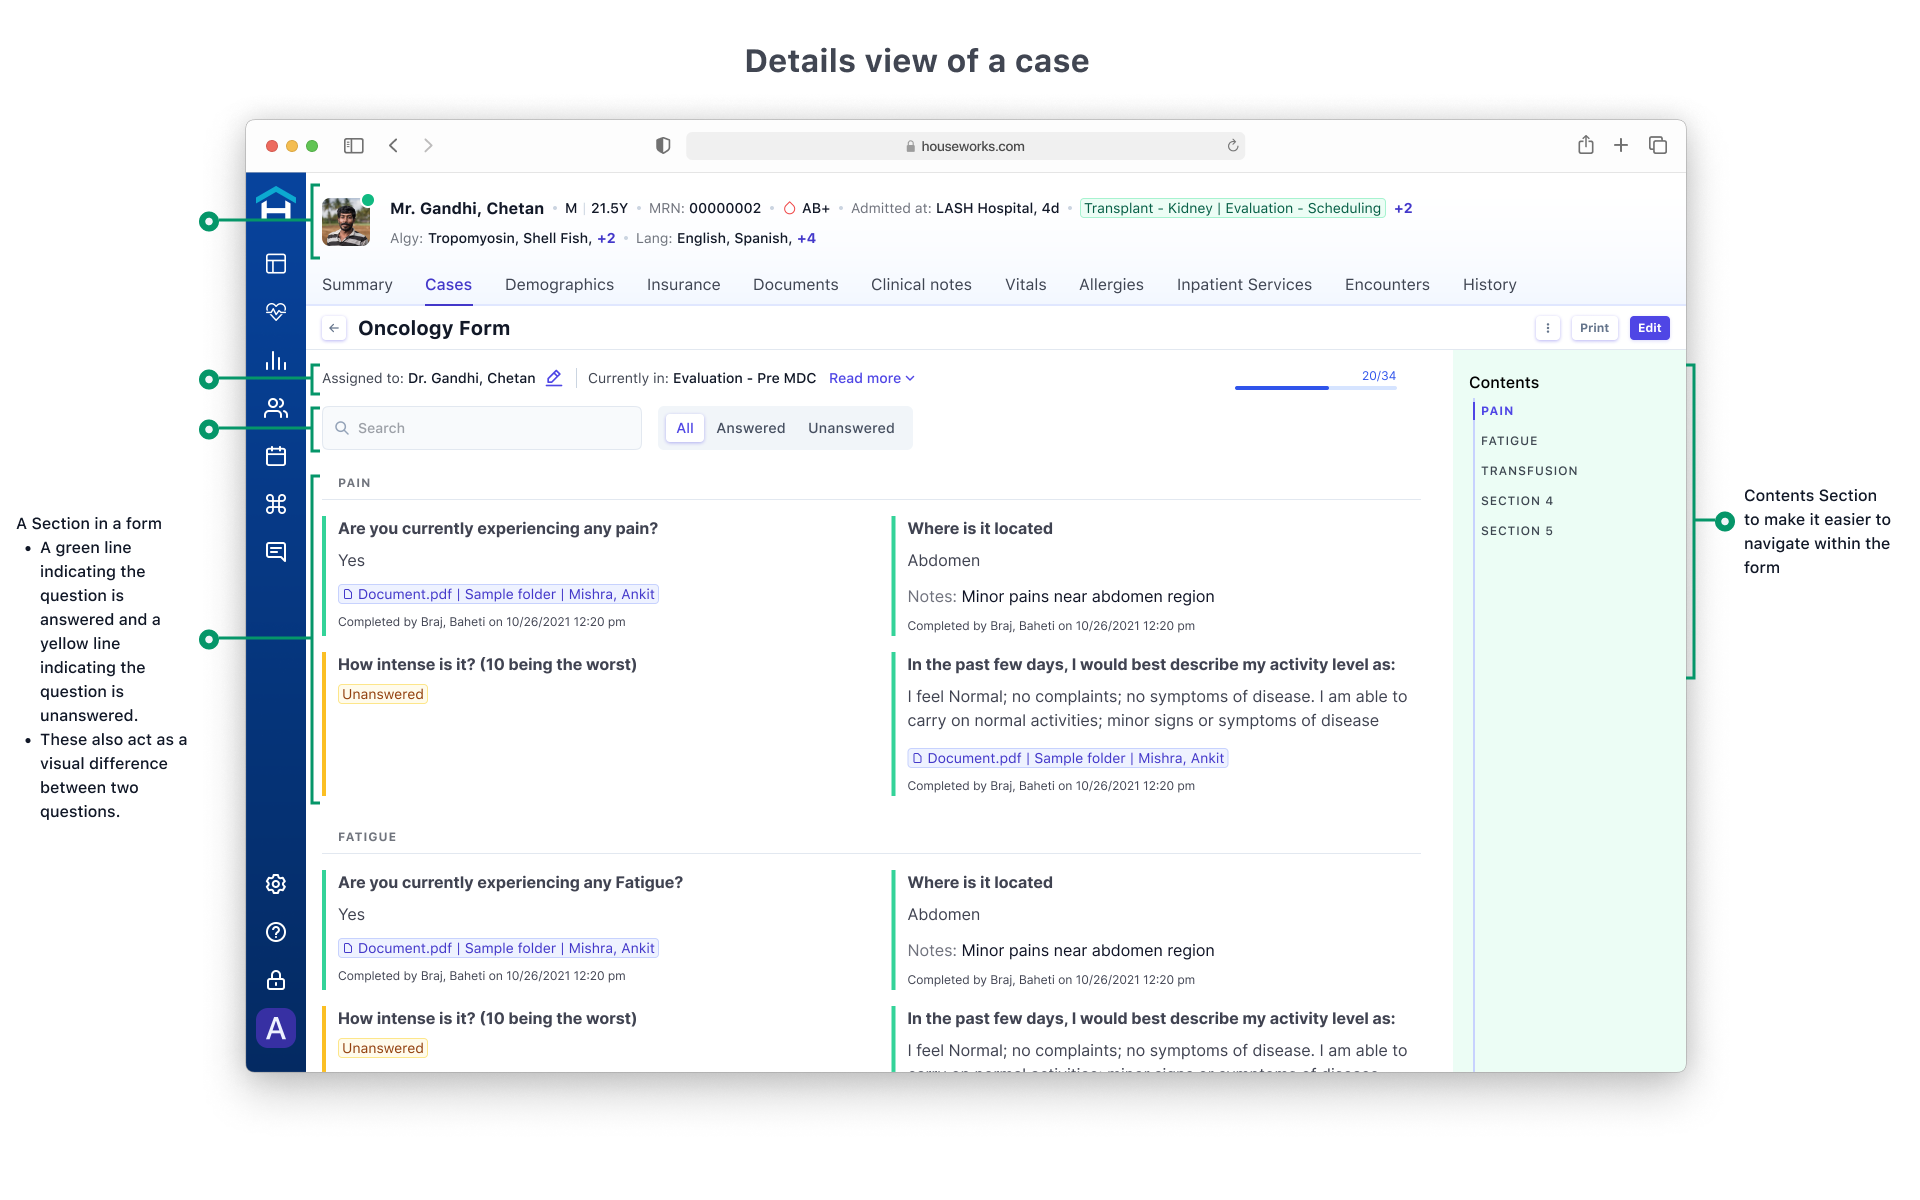 Details view of a case
houseworks.com
Mr. Gandhi, Chetan • M | 21.5Y • MRN: 00000002 • AB+ • Admitted at: LASH Hospital, 4d • Transplant - Kidney | Evaluation - Scheduling +2
Algy: Tropomyosin, Shell Fish, +2 • Lang: English, Spanish, +4
Summary Cases Demographics Insurance Documents Clinical notes Vitals Allergies Inpatient Services Encounters History
Oncology Form
Print Edit
Assigned to: Dr. Gandhi, Chetan
Currently in: Evaluation - Pre MDC Read more
20/34
Search
All Answered Unanswered
PAIN
Are you currently experiencing any pain?
Yes
Document.pdf | Sample folder | Mishra, Ankit
Completed by Braj, Baheti on 10/26/2021 12:20 pm
Where is it located
Abdomen
Notes: Minor pains near abdomen region
Completed by Braj, Baheti on 10/26/2021 12:20 pm
How intense is it? (10 being the worst)
Unanswered
In the past few days, I would best describe my activity level as:
I feel Normal; no complaints; no symptoms of disease. I am able to
carry on normal activities; minor signs or symptoms of disease
Document.pdf | Sample folder | Mishra, Ankit
Completed by Braj, Baheti on 10/26/2021 12:20 pm
FATIGUE
Are you currently experiencing any Fatigue?
Yes
Document.pdf | Sample folder | Mishra, Ankit
Completed by Braj, Baheti on 10/26/2021 12:20 pm
Where is it located
Abdomen
Notes: Minor pains near abdomen region
Completed by Braj, Baheti on 10/26/2021 12:20 pm
How intense is it? (10 being the worst)
Unanswered
In the past few days, I would best describe my activity level as:
I feel Normal; no complaints; no symptoms of disease. I am able to
carry on normal activities; minor signs or symptoms of disease
Contents
PAIN
FATIGUE
TRANSFUSION
SECTION 4
SECTION 5
A
A Section in a form
• A green line
indicating the
question is
answered and a
yellow line
indicating the
question is
unanswered.
• These also act as a
visual difference
between two
questions.
Contents Section
to make it easier to
navigate within the
form